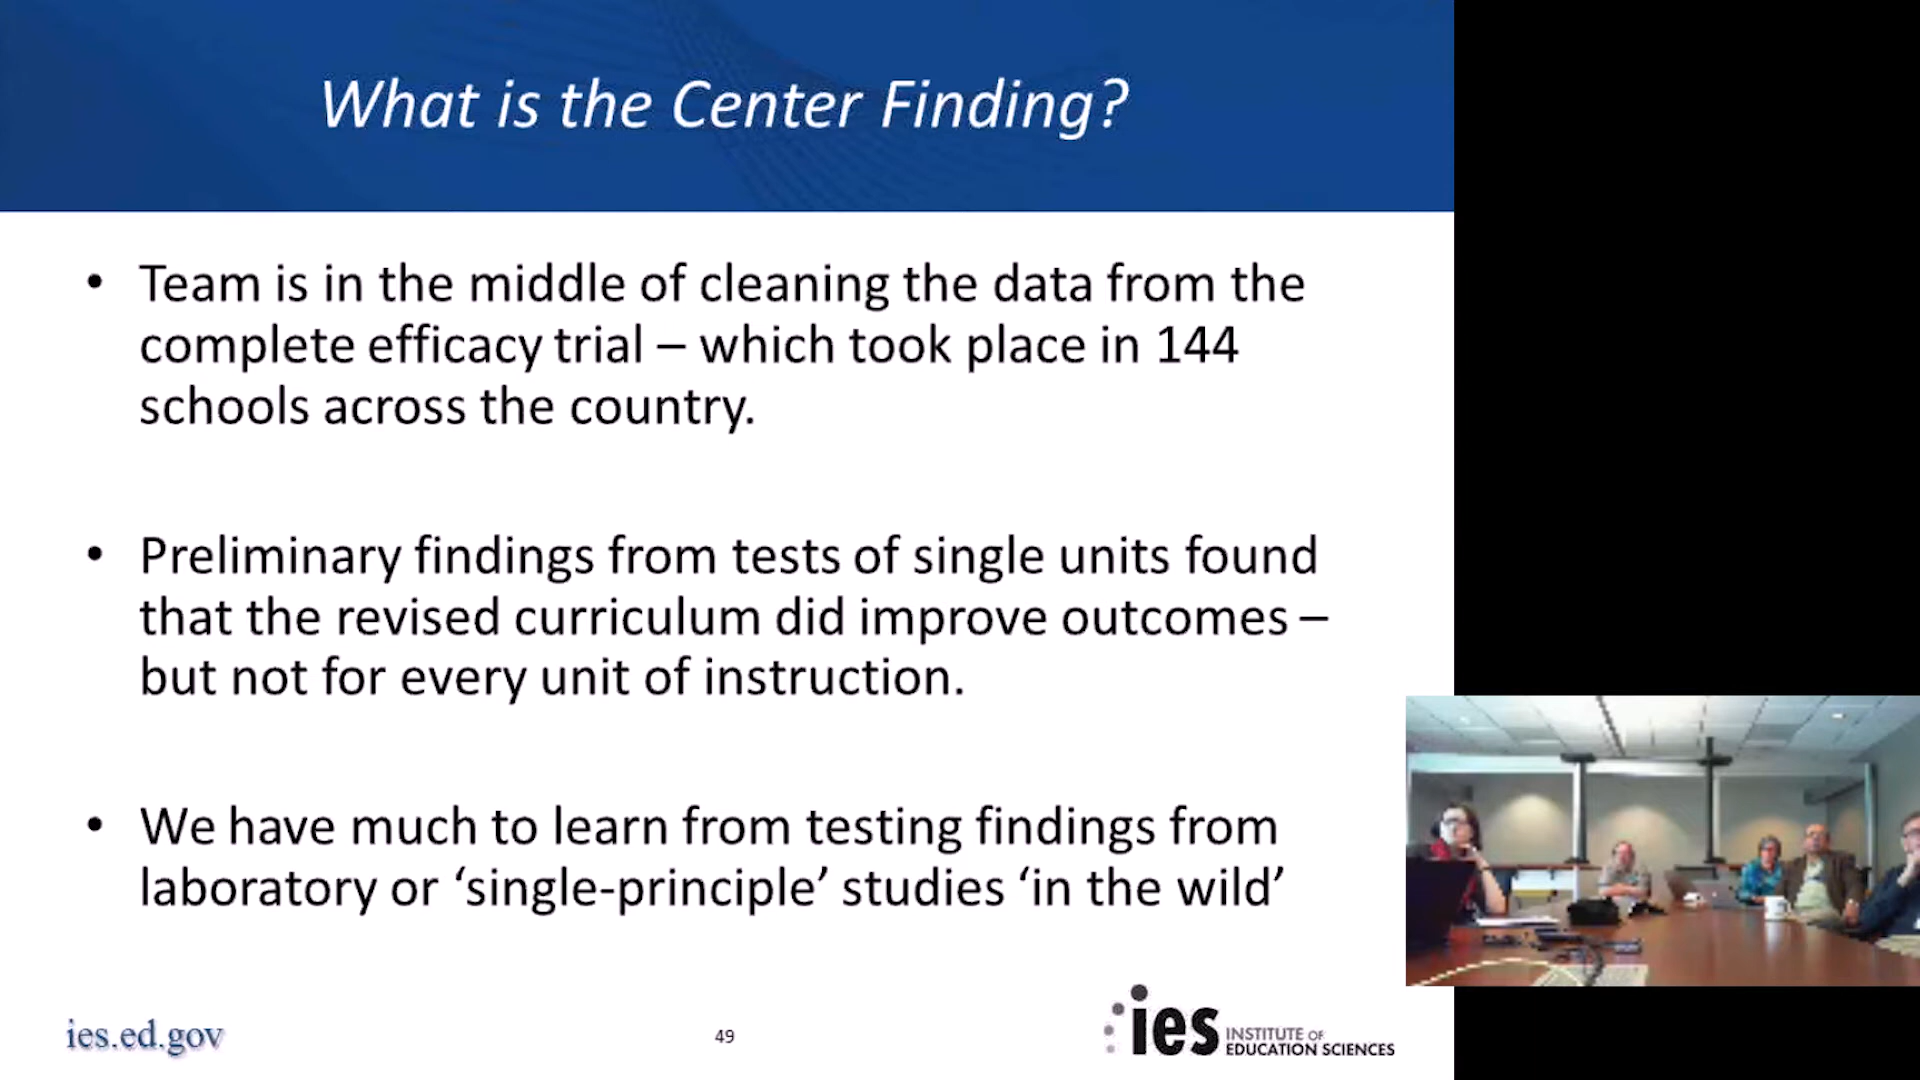 What is the Center Finding?
• Team is in the middle of cleaning the data from the
complete efficacy trial – which took place in 144
schools across the country.
• Preliminary findings from tests of single units found
that the revised curriculum did improve outcomes –
but not for every unit of instruction.
• We have much to learn from testing findings from
laboratory or ‘single-principle’ studies ‘in the wild’
ies.ed.gov
49
ies
INSTITUTE OF
EDUCATION SCIENCES